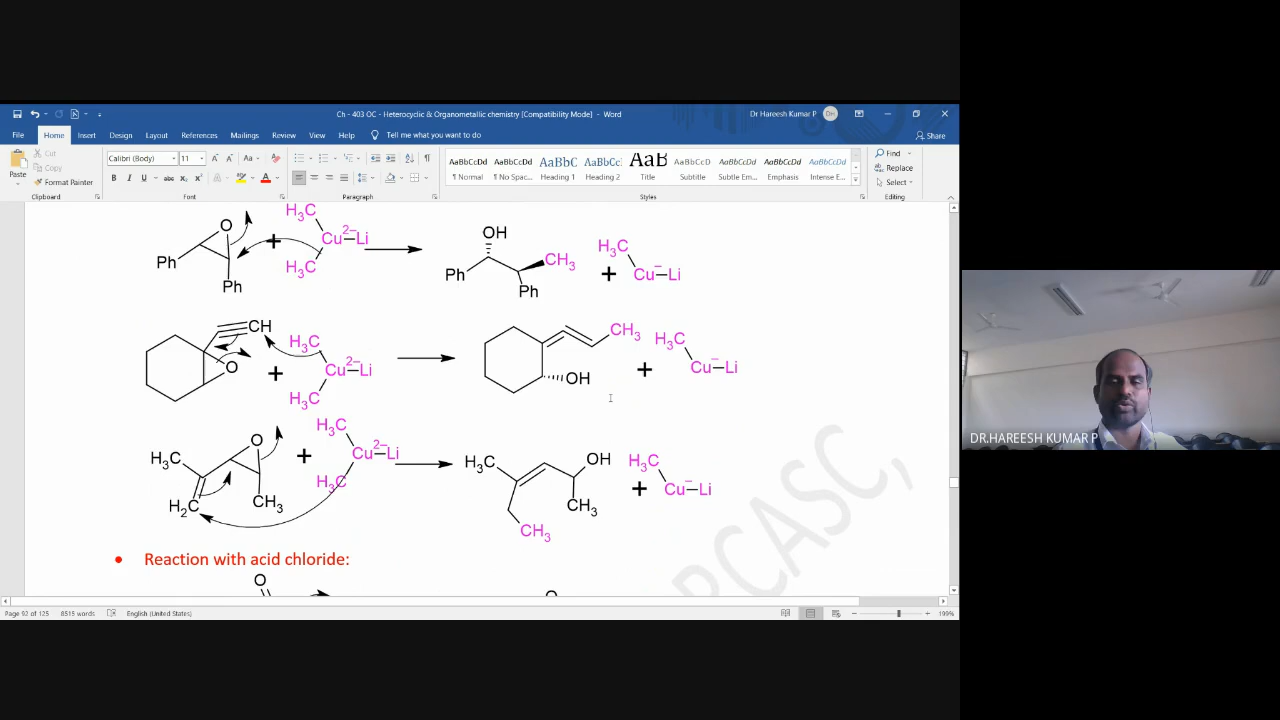 Ch - 403 OC - Heterocyclic & Organometallic chemistry [Compatibility Mode] - Word
Dr Hareesh Kumar P
DH
File Home Insert Design Layout References Mailings Review View Help Tell me what you want to do
Share
Paste
Cut
Copy
Format Painter
Clipboard
Calibri (Body) 11
Font
Paragraph
AaBbCcDd AaBbCcDd AaBbC AaBbCc AaB AaBbCcD AaBbCcDd AaBbCcDd AaBbCcDd
¶ Normal ¶ No Spac... Heading 1 Heading 2 Title Subtitle Subtle Em... Emphasis Intense E...
Styles
Find
Replace
Select
Editing
O Ph Ph + H3C H3C Cu2– Li OH Ph CH3 Ph + H3C Cu– Li
CH O + H3C H3C Cu2– Li CH3 OH + H3C Cu– Li
H3C H2C O CH3 + H3C H3C Cu2– Li H3C OH CH3 CH3 + H3C Cu– Li
• Reaction with acid chloride:
O O
PCASC,
Page 92 of 125 8515 words English (United States)
199%
DR.HAREESH KUMAR P